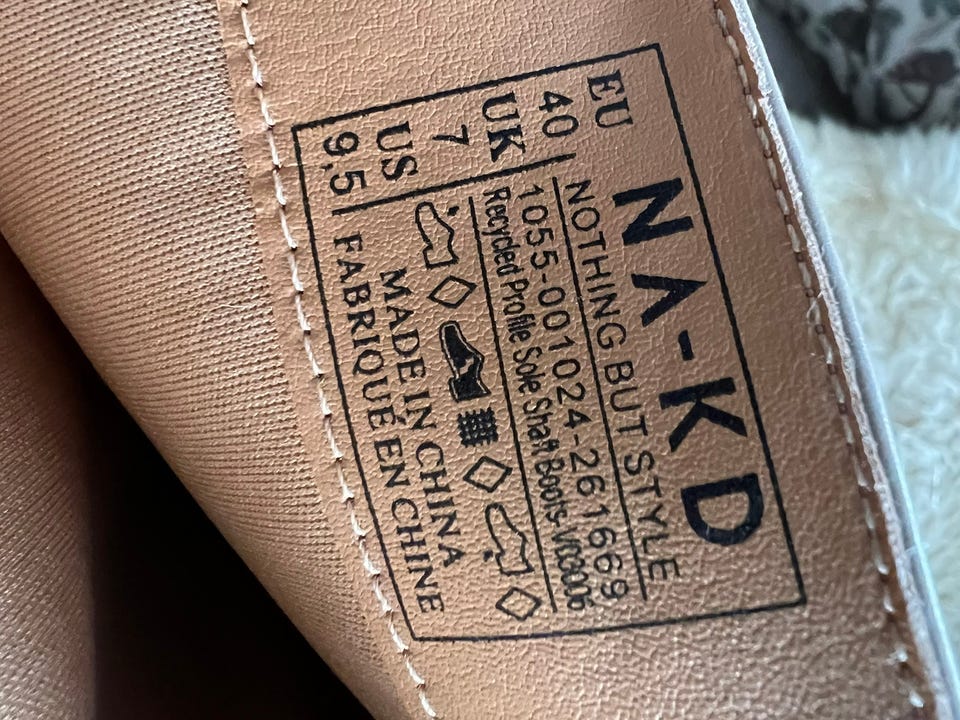 NA-KD
EU
40
NOTHING BUT STYLE
1055-001024-261669
UK
7
Recycled Profile Sole Shaft Boots-V03006
US
9,5
MADE IN CHINA
FABRIQUÉ EN CHINE